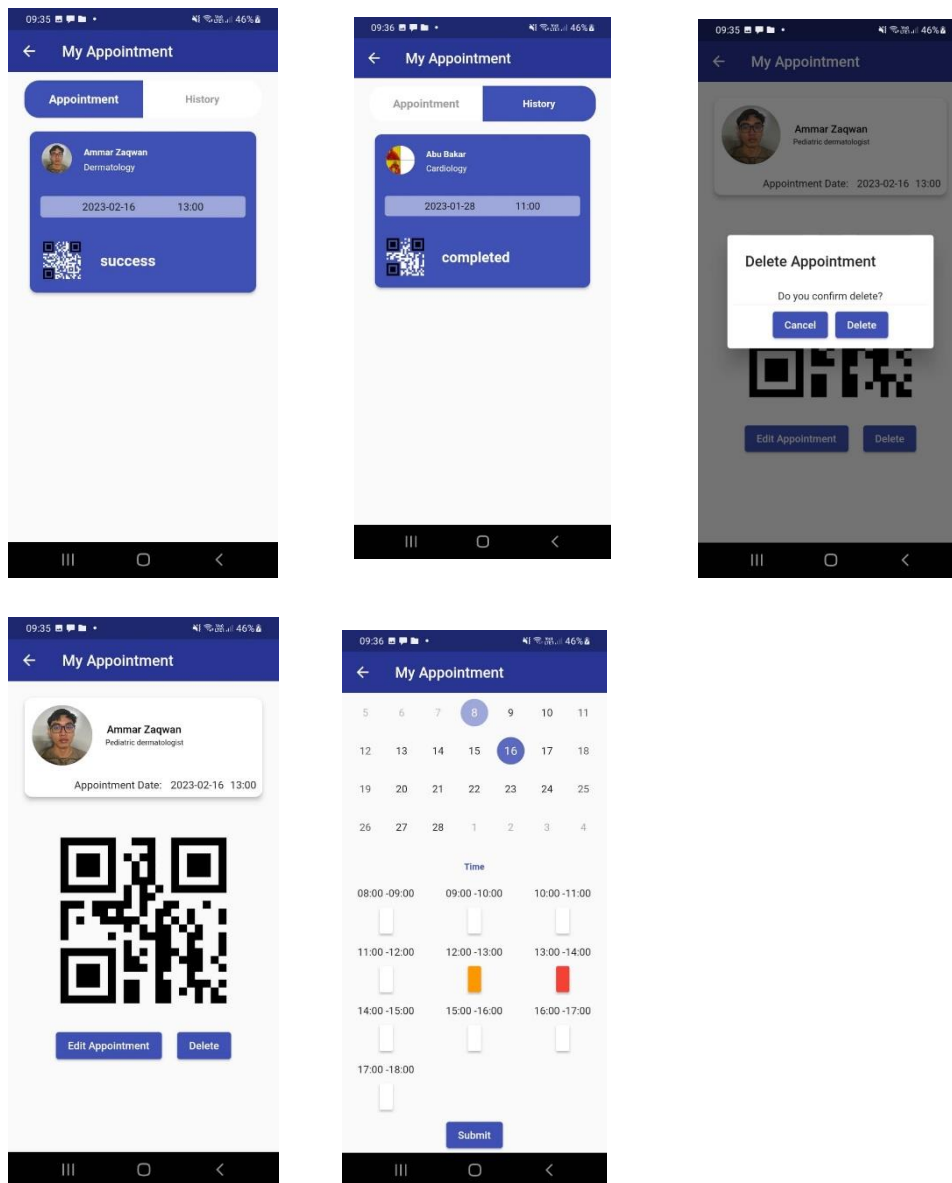 09:35 46%
My Appointment
Appointment History
Ammar Zaqwan
Dermatology
2023-02-16 13:00
success
09:36 46%
My Appointment
Appointment History
Abu Bakar
Cardiology
2023-01-28 11:00
completed
09:35 46%
My Appointment
Ammar Zaqwan
Pediatric dermatologist
Appointment Date: 2023-02-16 13:00
Delete Appointment
Do you confirm delete?
Cancel Delete
Edit Appointment Delete
09:35 46%
My Appointment
Ammar Zaqwan
Pediatric dermatologist
Appointment Date: 2023-02-16 13:00
Edit Appointment Delete
09:36 46%
My Appointment
5 6 7 8 9 10 11
12 13 14 15 16 17 18
19 20 21 22 23 24 25
26 27 28 1 2 3 4
Time
08:00 -09:00 09:00 -10:00 10:00 -11:00
11:00 -12:00 12:00 -13:00 13:00 -14:00
14:00 -15:00 15:00 -16:00 16:00 -17:00
17:00 -18:00
Submit